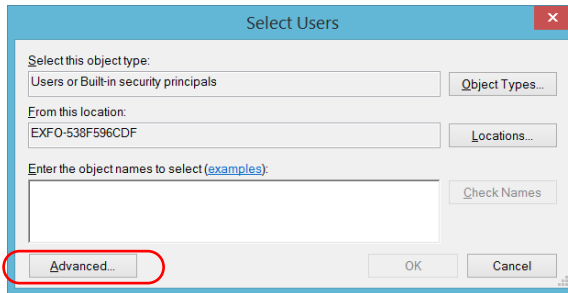 Select Users
Select this object type:
Users or Built-in security principals
Object Types...
From this location:
EXFO-538F596CDF
Locations...
Enter the object names to select (examples):
Check Names
Advanced...
OK
Cancel